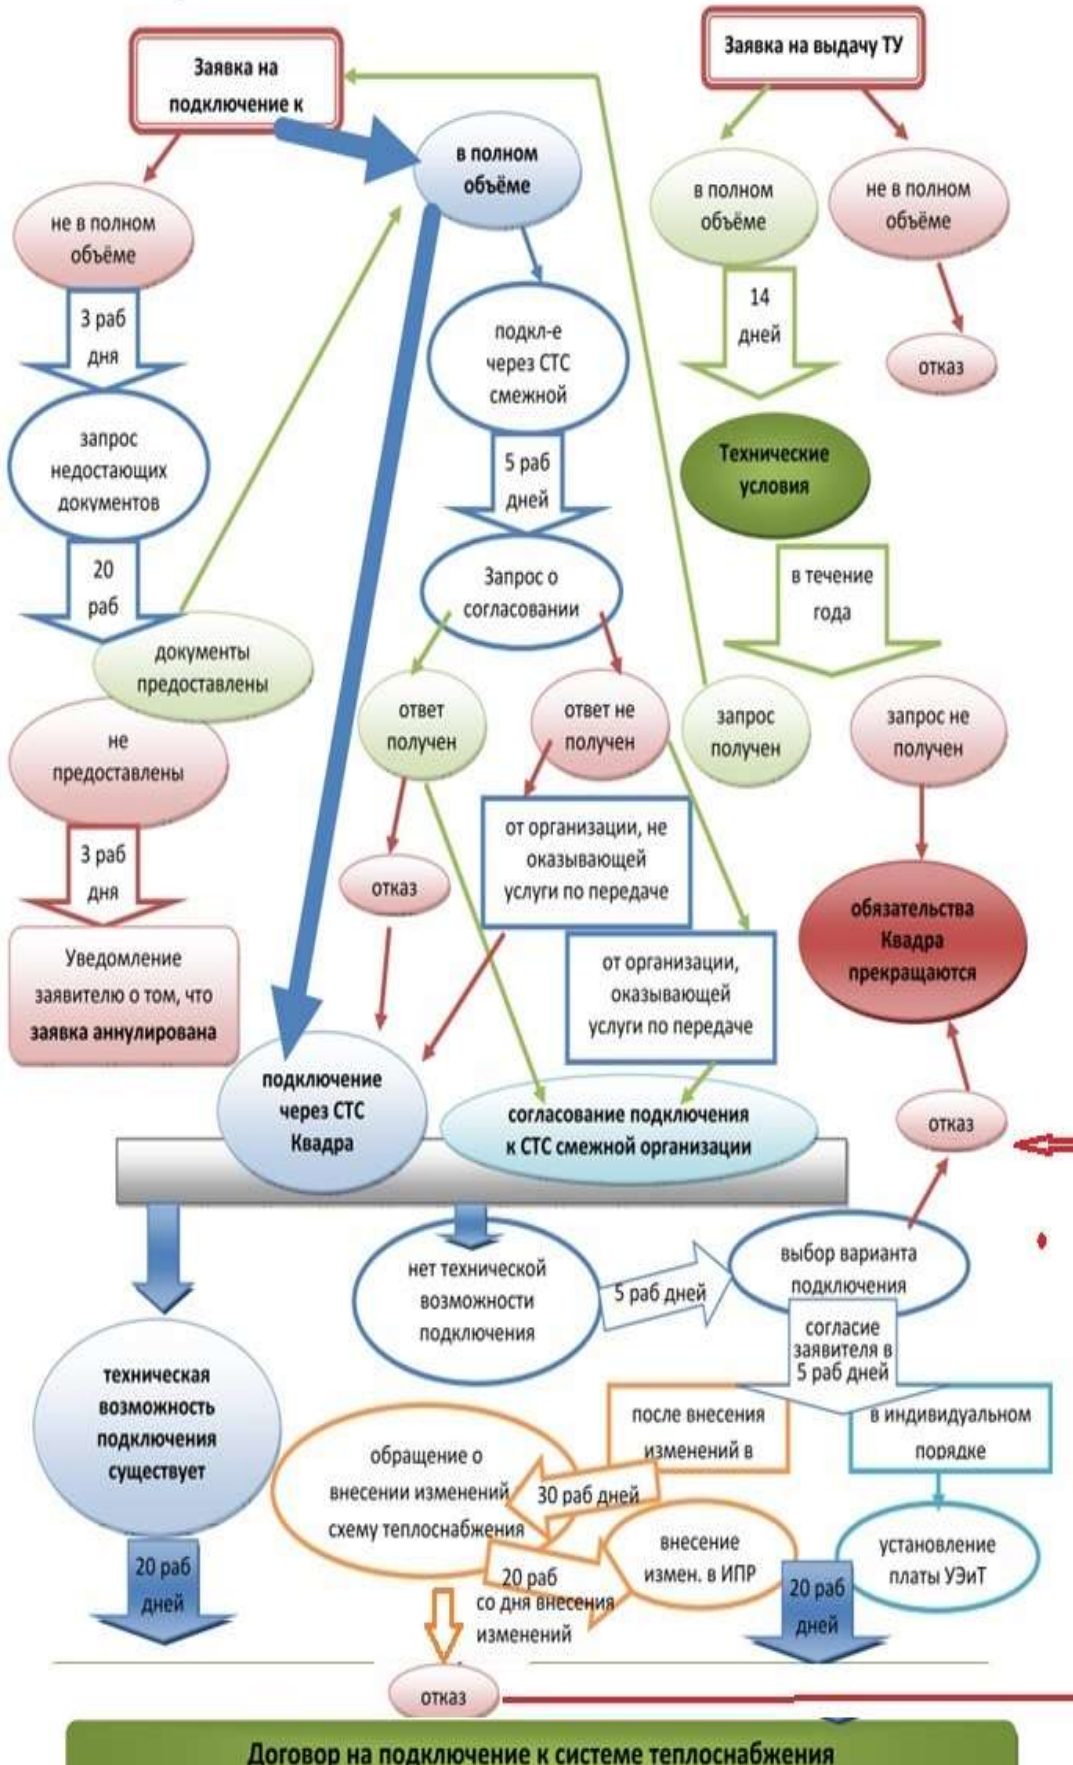 Заявка на
подключение к
Заявка на выдачу ТУ
в полном
объёме
в полном
объёме
не в полном
объёме
не в полном
объёме
3 раб
дня
14
дней
подкл-е
через СТС
смежной
отказ
запрос
недостающих
документов
Технические
условия
5 раб
дней
20
раб
Запрос о
согласовании
в течение
года
документы
предоставлены
не
предоставлены
ответ
получен
ответ не
получен
запрос
получен
запрос не
получен
3 раб
дня
отказ
от организации, не
оказывающей
услуги по передаче
обязательства
Квадра
прекращаются
Уведомление
заявителю о том, что
заявка аннулирована
от организации,
оказывающей
услуги по передаче
подключение
через СТС
Квадра
согласование подключения
к СТС смежной организации
отказ
нет технической
возможности
подключения
5 раб дней
выбор варианта
подключения
согласие
заявителя в
5 раб дней
техническая
возможность
подключения
существует
после внесения
изменений в
в индивидуальном
порядке
обращение о
внесении изменений
схему теплоснабжения
30 раб дней
внесение
измен. в ИПР
установление
платы УЭиТ
20 раб
дней
20 раб
со дня внесения
изменений
20 раб
дней
отказ
Договор на подключение к системе теплоснабжения